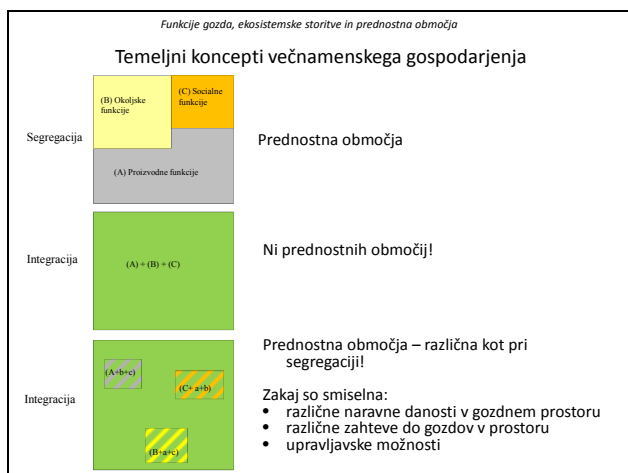 Funkcije gozda, ekosistemske storitve in prednostna območja
Temeljni koncepti večnamenskega gospodarjenja
Segregacija
(B) Okoljske
funkcije
(C) Socialne
funkcije
(A) Proizvodne funkcije
Prednostna območja
Integracija
(A) + (B) + (C)
Ni prednostnih območij!
Integracija
(A+b+c)
(C+ a+b)
(B+a+c)
Prednostna območja – različna kot pri
segregaciji!
Zakaj so smiselna:
• različne naravne danosti v gozdnem prostoru
• različne zahteve do gozdov v prostoru
• upravljavske možnosti